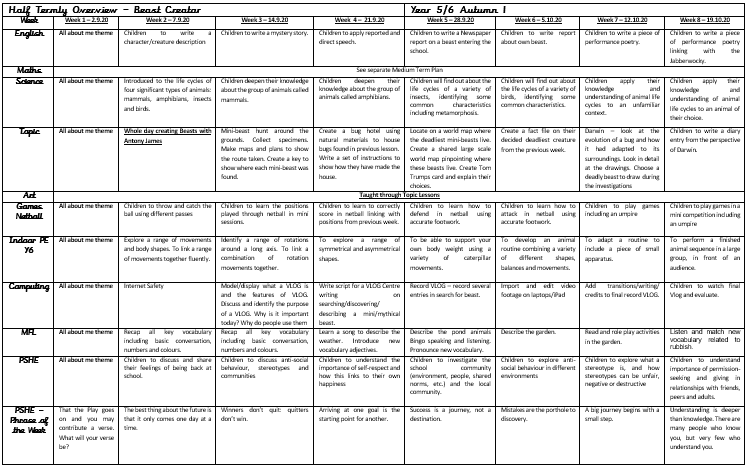 Half Termly Overview – Beast Creator
Year 5/6 Autumn 1
Week
Week 1 – 2.9.20
Week 2 – 7.9.20
Week 3 – 14.9.20
Week 4 – 21.9.20
Week 5 – 28.9.20
Week 6 – 5.10.20
Week 7 – 12.10.20
Week 8 – 19.10.20
English
All about me theme
Children to write a
character/creature description
Children to write a mystery story.
Children to apply reported and
direct speech.
Children to write a Newspaper
report on a beast entering the
school.
Children to write report
about own beast.
Children to write a piece of
performance poetry.
Children to write a piece
of performance poetry
linking with the
Jabberwocky.
Maths
See separate Medium Term Plan
Science
All about me theme
Introduced to the life cycles of
four significant types of animals:
mammals, amphibians, insects
and birds.
Children deepen their knowledge
about the group of animals called
mammals.
Children deepen their
knowledge about the group of
animals called amphibians.
Children will find out about the
life cycles of a variety of
insects, identifying some
common characteristics
including metamorphosis.
Children will find out about
the life cycles of a variety of
birds, identifying some
common characteristics.
Children apply their
knowledge and
understanding of animal life
cycles to an unfamiliar
context.
Children apply their
knowledge and
understanding of animal
life cycles to an animal of
their choice.
Topic
All about me theme
Whole day creating Beasts with
Antony James
Mini-beast hunt around the
grounds. Collect specimens.
Make maps and plans to show
the route taken. Create a key to
show where each mini-beast was
found.
Create a bug hotel using
natural materials to house
bugs found in previous lesson.
Write a set of instructions to
show how they have made the
house.
Locate on a world map where
the deadliest mini-beasts live.
Create a shared large scale
world map pinpointing where
these beasts live. Create Tom
Trumps card and explain their
choices.
Create a fact file on their
decided deadliest creature
from the previous week.
Darwin – look at the
evolution of a bug and how
it had adapted to its
surroundings. Look in detail
at the drawings. Choose a
deadly beast to draw during
the investigations
Children to write a diary
entry from the perspective
of Darwin.
Art
Taught through Topic Lessons
Games
Netball
All about me theme
Children to throw and catch the
ball using different passes
Children to learn the positions
played through netball in mini
sessions.
Children to learn to correctly
score in netball linking with
positions from previous week.
Children to learn how to
defend in netball using
accurate footwork.
Children to learn how to
attack in netball using
accurate footwork.
Children to play games
including an umpire
Children to play games in a
mini competition including
an umpire
Indoor PE
Y6
All about me theme
Explore a range of movements
and body shapes. To link a range
of movements together fluently.
Identify a range of rotations
around a long axis. To link a
combination of rotation
movements together.
To explore a range of
symmetrical and asymmetrical
shapes.
To be able to support your
own body weight using a
variety of caterpillar
movements.
To develop an animal
routine combining a variety
of different shapes,
balances and movements.
To adapt a routine to
include a piece of small
apparatus.
To perform a finished
animal sequence in a large
group, in front of an
audience.
Computing
All about me theme
Internet Safety
Model/display what a VLOG is
and the features of VLOG.
Discuss and identify the purpose
of a VLOG. Why is it important
today? Why do people use them
Write script for a VLOG Centre
writing on
searching/discovering/
describing a mini/mythical
beast.
Record VLOG – record several
entries in search for beast.
Import and edit video
footage on laptops/iPad
Add transitions/writing/
credits to final record VLOG.
Children to watch final
Vlog and evaluate.
MFL
All about me theme
Recap all key vocabulary
including basic conversation,
numbers and colours.
Recap all key vocabulary
including basic conversation,
numbers and colours.
Learn a song to describe the
weather. Introduce new
vocabulary adjectives.
Describe the pond animals
Bingo speaking and listening.
Pronounce new vocabulary.
Describe the garden.
Read and role play activities
in the garden.
Listen and match new
vocabulary related to
rubbish.
PSHE
All about me theme
Children to discuss and share
their feelings of being back at
school.
Children to discuss anti-social
behaviour, stereotypes and
communities
Children to understand the
importance of self-respect and
how this links to their own
happiness
Children to investigate the
school community
(environment, people, shared
norms, etc.) and the local
community.
Children to explore anti-
social behaviour in different
environments
Children to explore what a
stereotype is, and how
stereotypes can be unfair,
negative or destructive
Children to understand
importance of permission-
seeking and giving in
relationships with friends,
peers and adults.
PSHE –
Phrase of
the Week
That the Play goes
on and you may
contribute a verse.
What will your verse
be?
The best thing about the future is
that it only comes one day at a
time.
Winners don't quit: quitters
don't win.
Arriving at one goal is the
starting point for another.
Success is a journey, not a
destination.
Mistakes are the porthole to
discovery.
A big journey begins with a
small step.
Understanding is deeper
than knowledge. There are
many people who know
you, but very few who
understand you.